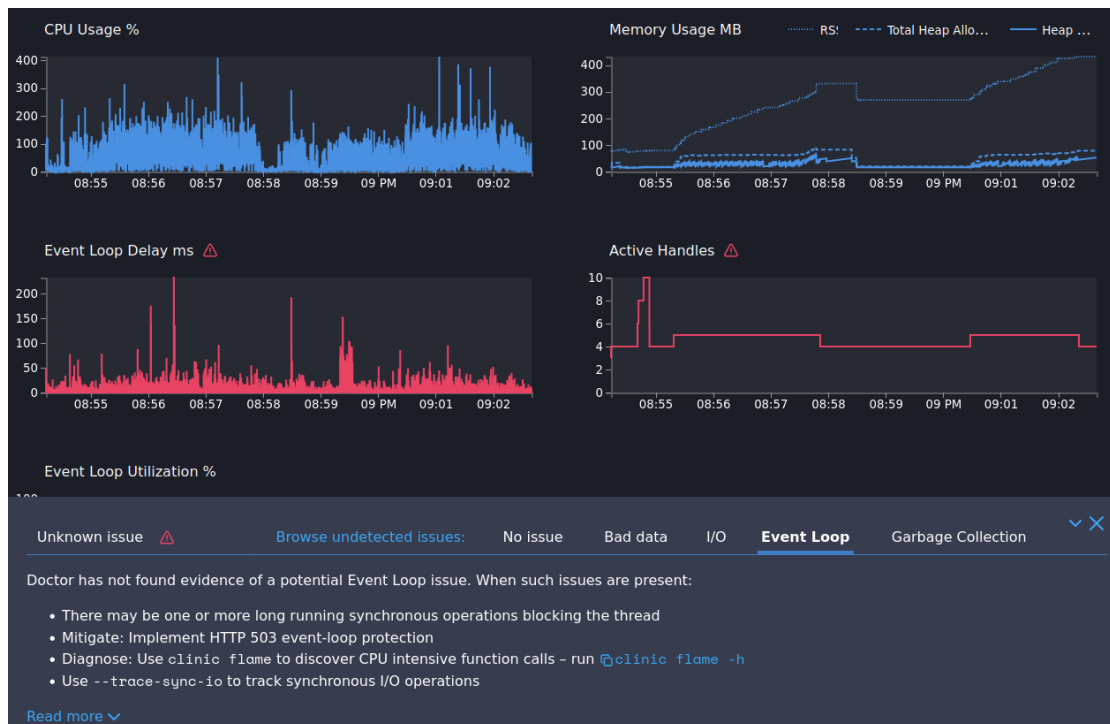 CPU Usage %
Memory Usage MB
RSS
Total Heap Allo...
Heap ...
400
300
200
100
0
08:55 08:56 08:57 08:58 08:59 09 PM 09:01 09:02
400
300
200
100
0
08:55 08:56 08:57 08:58 08:59 09 PM 09:01 09:02
Event Loop Delay ms
Active Handles
200
150
100
50
0
08:55 08:56 08:57 08:58 08:59 09 PM 09:01 09:02
10
8
6
4
2
0
08:55 08:56 08:57 08:58 08:59 09 PM 09:01 09:02
Event Loop Utilization %
100
Unknown issue
Browse undetected issues:
No issue
Bad data
I/O
Event Loop
Garbage Collection
Doctor has not found evidence of a potential Event Loop issue. When such issues are present:
• There may be one or more long running synchronous operations blocking the thread
• Mitigate: Implement HTTP 503 event-loop protection
• Diagnose: Use clinic flame to discover CPU intensive function calls – run clinic flame -h
• Use --trace-sync-io to track synchronous I/O operations
Read more